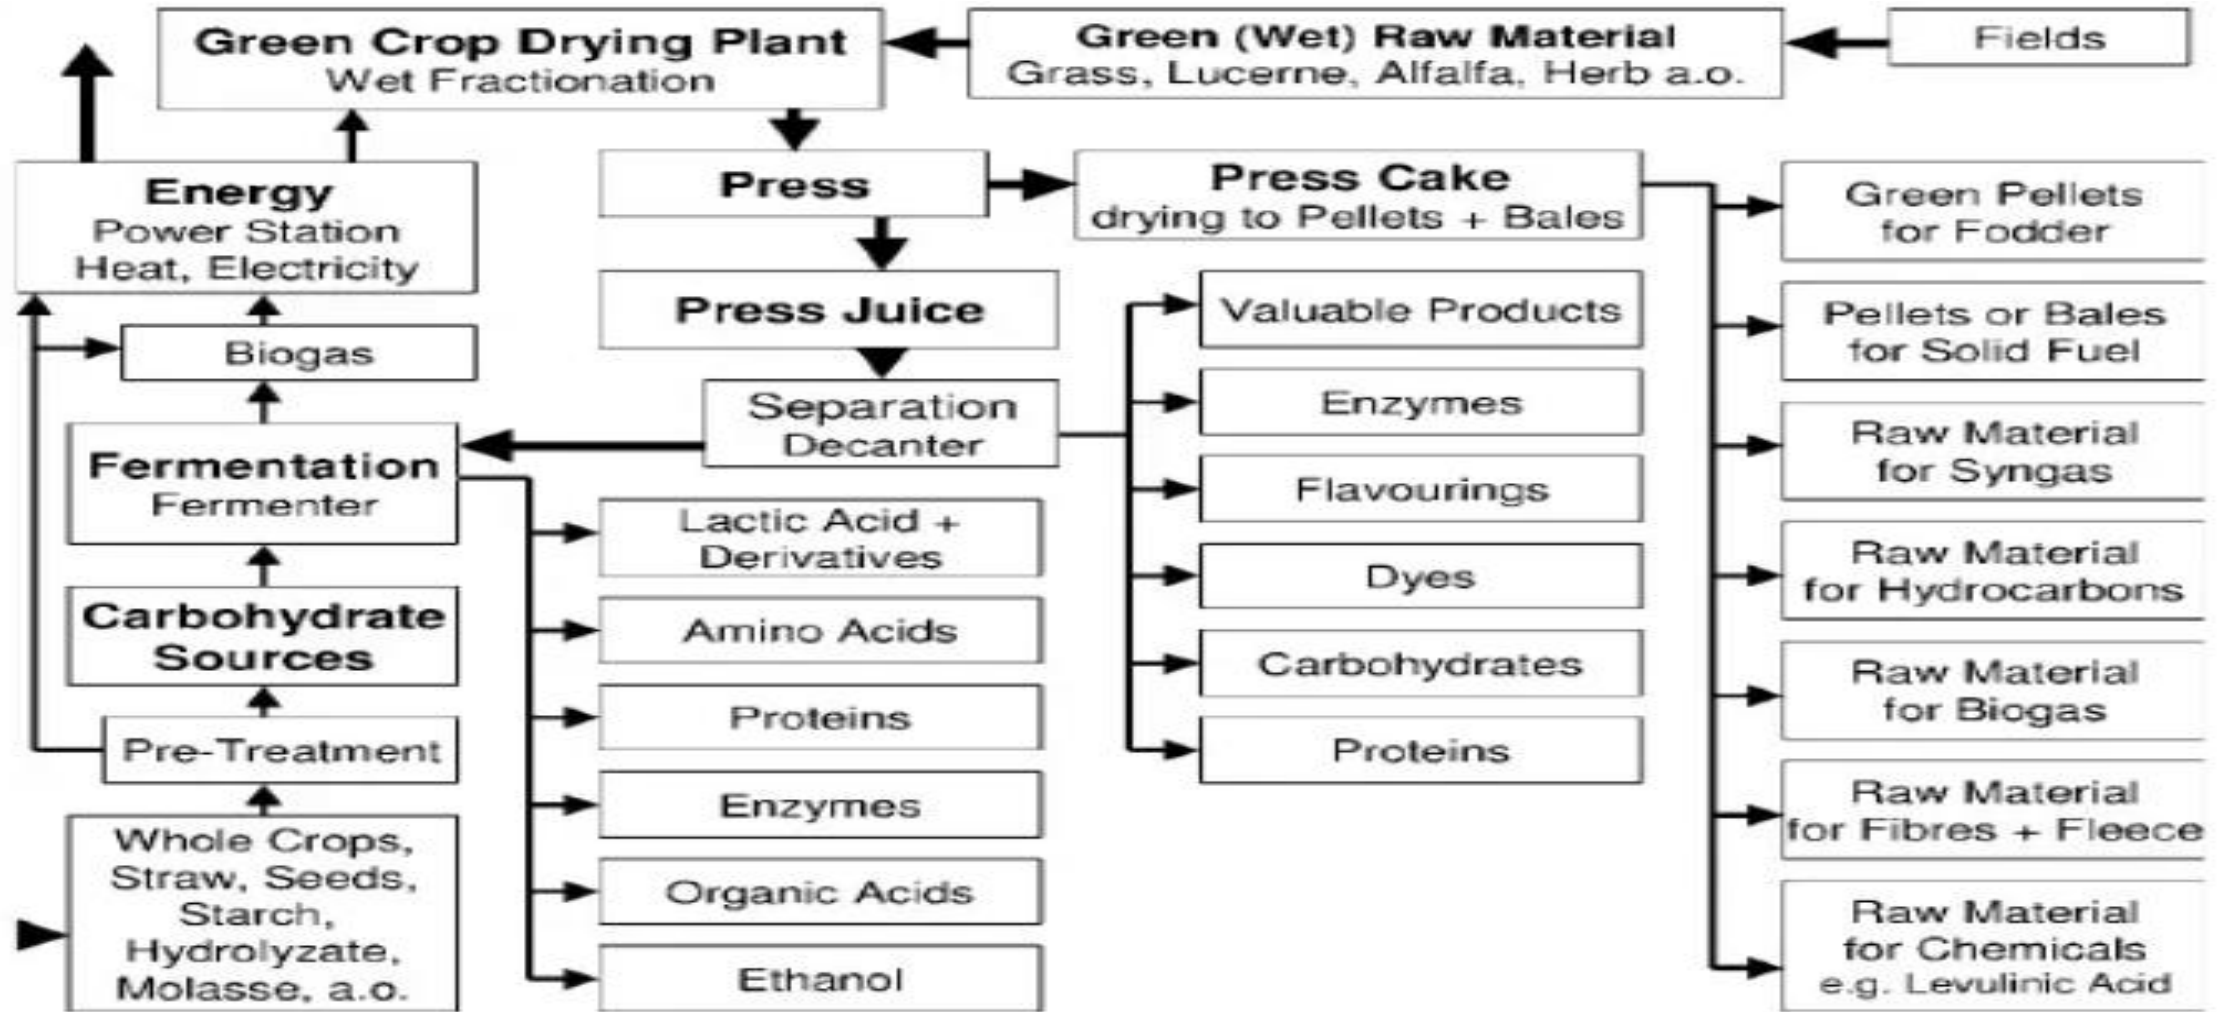 Green Crop Drying Plant
Wet Fractionation
Green (Wet) Raw Material
Grass, Lucerne, Alfalfa, Herb a.o.
Fields
Energy
Power Station
Heat, Electricity
Press
Press Cake
drying to Pellets + Bales
Press Juice
Biogas
Separation
Decanter
Fermentation
Fermenter
Carbohydrate
Sources
Pre-Treatment
Whole Crops,
Straw, Seeds,
Starch,
Hydrolyzate,
Molasse, a.o.
Lactic Acid +
Derivatives
Amino Acids
Proteins
Enzymes
Organic Acids
Ethanol
Valuable Products
Enzymes
Flavourings
Dyes
Carbohydrates
Proteins
Green Pellets
for Fodder
Pellets or Bales
for Solid Fuel
Raw Material
for Syngas
Raw Material
for Hydrocarbons
Raw Material
for Biogas
Raw Material
for Fibres + Fleece
Raw Material
for Chemicals
e.g. Levulinic Acid